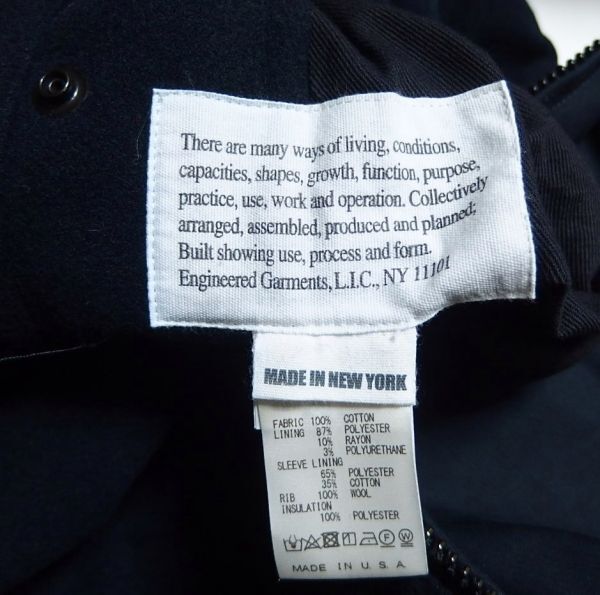 There are many ways of living, conditions,
capacities, shapes, growth, function, purpose,
practice, use, work and operation. Collectively
arranged, assembled, produced and planned;
Built showing use, process and form.
Engineered Garments, L.I.C., NY 11101
MADE IN NEW YORK
FABRIC 100% COTTON
LINING 87% POLYESTER
10% RAYON
3% POLYURETHANE
SLEEVE LINING
65% POLYESTER
35% COTTON
RIB 100% WOOL
INSULATION
100% POLYESTER
F W
MADE IN U.S.A